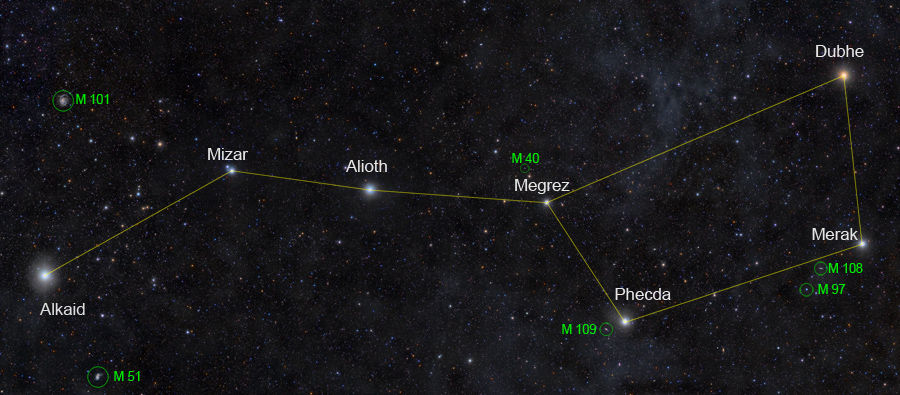 Dubhe
M 101
Mizar
Alioth
M 40
Megrez
Merak
M 108
M 97
Phecda
Alkaid
M 109
M 51